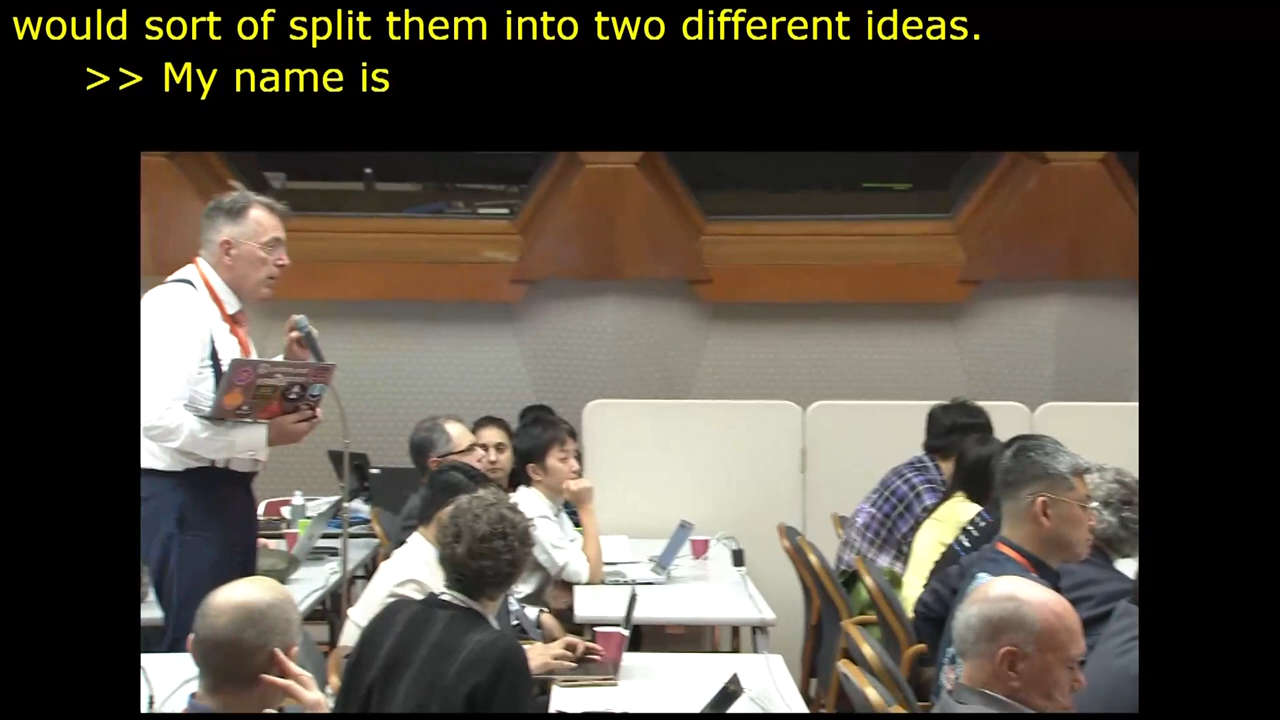 would sort of split them into two different ideas.
>> My name is